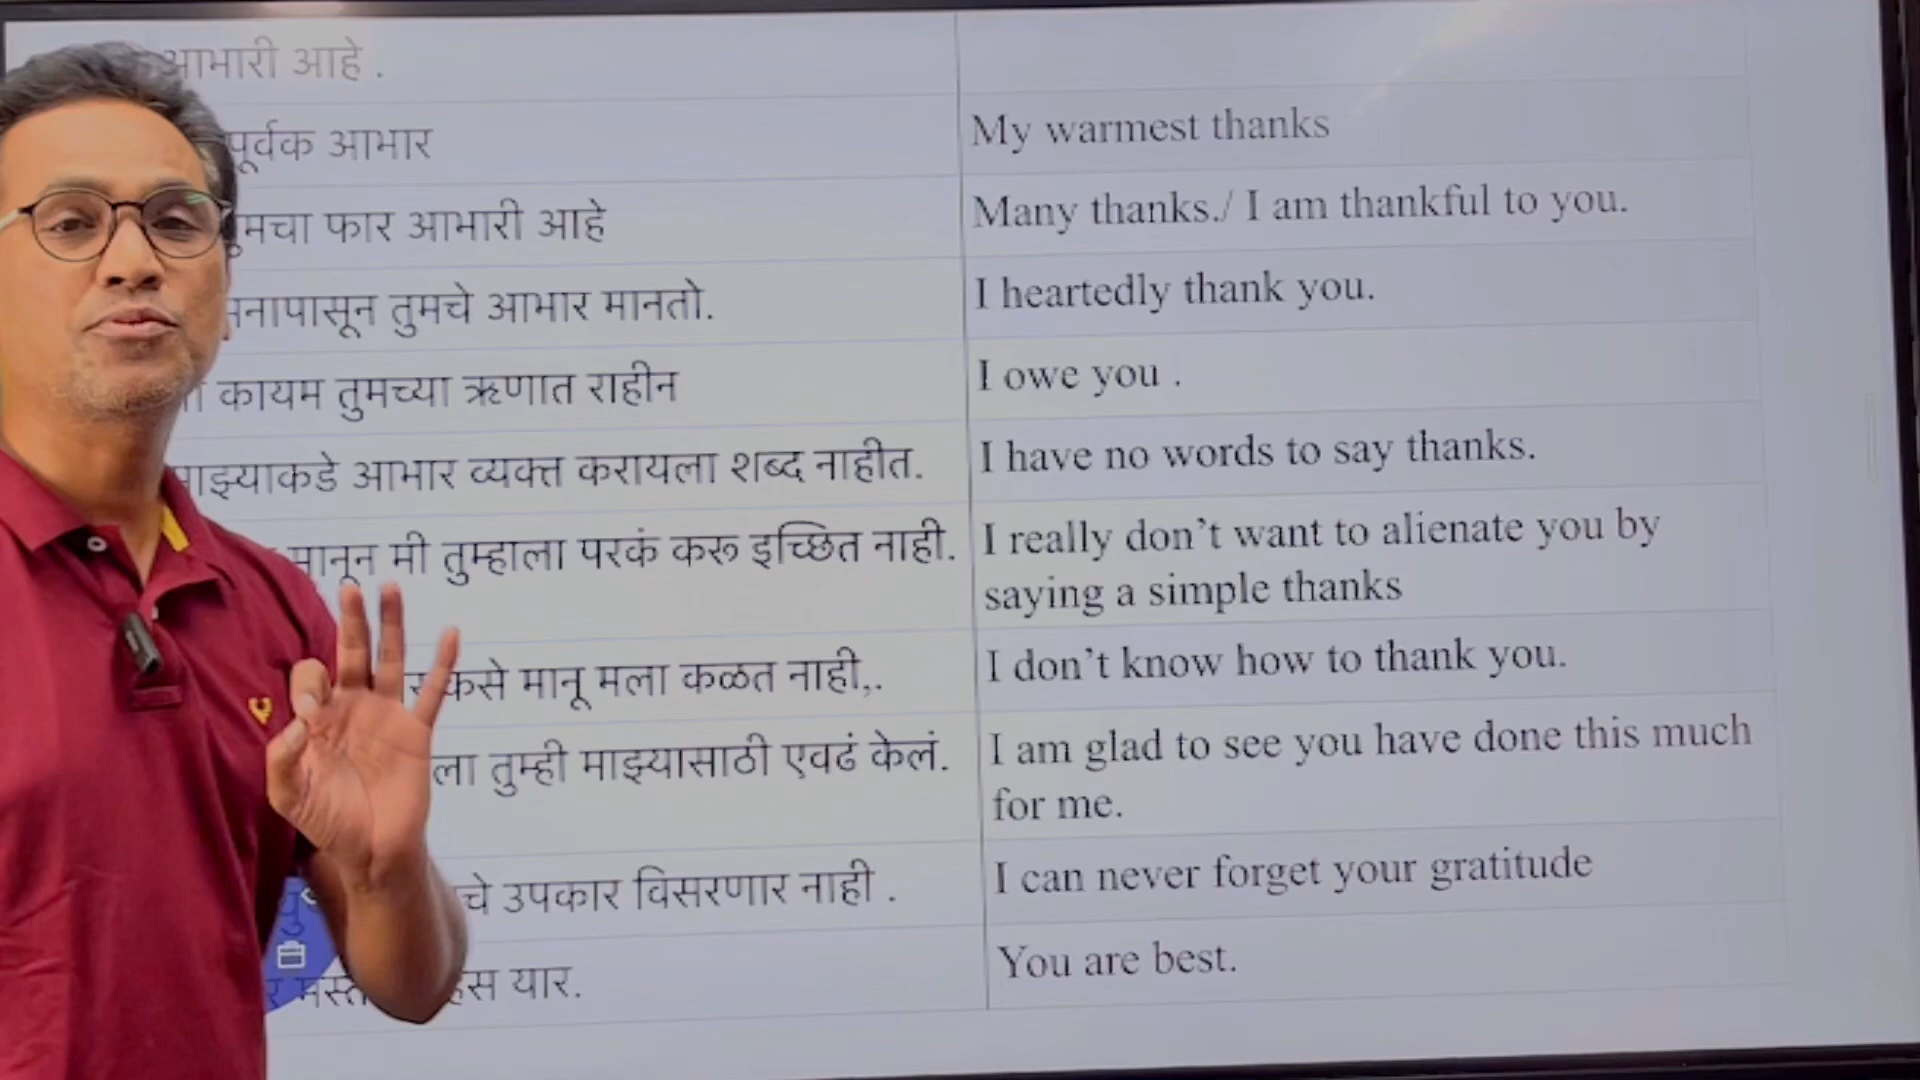 आभारी आहे .
पूर्वक आभार
My warmest thanks
फार आभारी आहे
Many thanks./ I am thankful to you.
तुमचे आभार मानतो.
I heartedly thank you.
कायम तुमच्या ऋणात राहीन
I owe you .
आभार व्यक्त करायला शब्द नाहीत.
I have no words to say thanks.
मानून मी तुम्हाला परकं करू इच्छित नाही.
I really don’t want to alienate you by
saying a simple thanks
कसे मानू मला कळत नाही,.
I don’t know how to thank you.
तुम्ही माझ्यासाठी एवढं केलं.
I am glad to see you have done this much
for me.
उपकार विसरणार नाही .
I can never forget your gratitude
यार.
You are best.